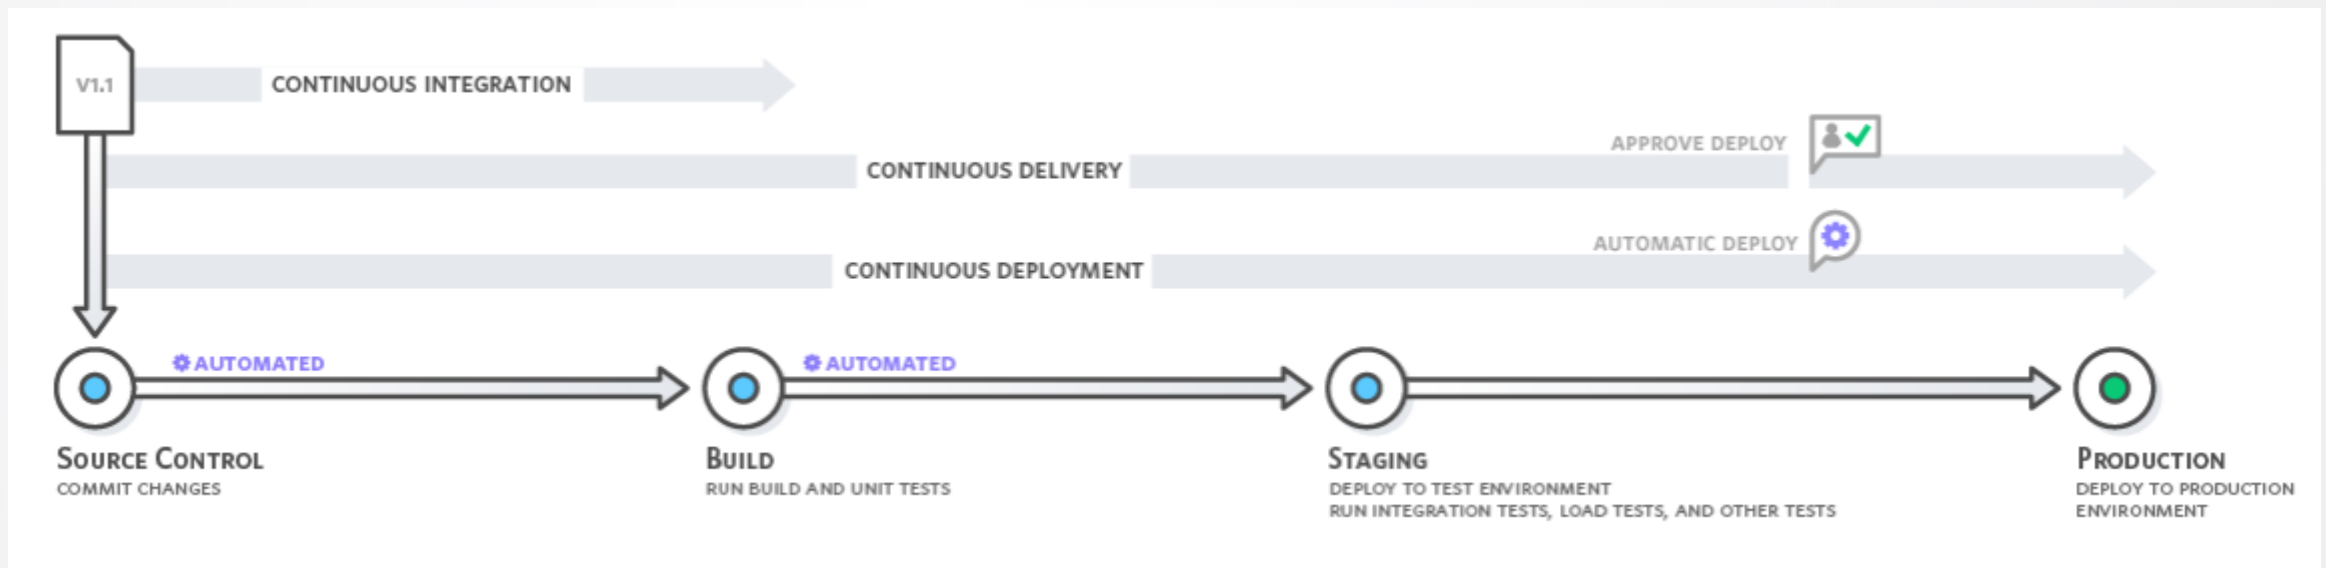 V1.1
CONTINUOUS INTEGRATION
APPROVE DEPLOY
CONTINUOUS DELIVERY
AUTOMATIC DEPLOY
CONTINUOUS DEPLOYMENT
AUTOMATED
AUTOMATED
SOURCE CONTROL
COMMIT CHANGES
BUILD
RUN BUILD AND UNIT TESTS
STAGING
DEPLOY TO TEST ENVIRONMENT
RUN INTEGRATION TESTS, LOAD TESTS, AND OTHER TESTS
PRODUCTION
DEPLOY TO PRODUCTION
ENVIRONMENT